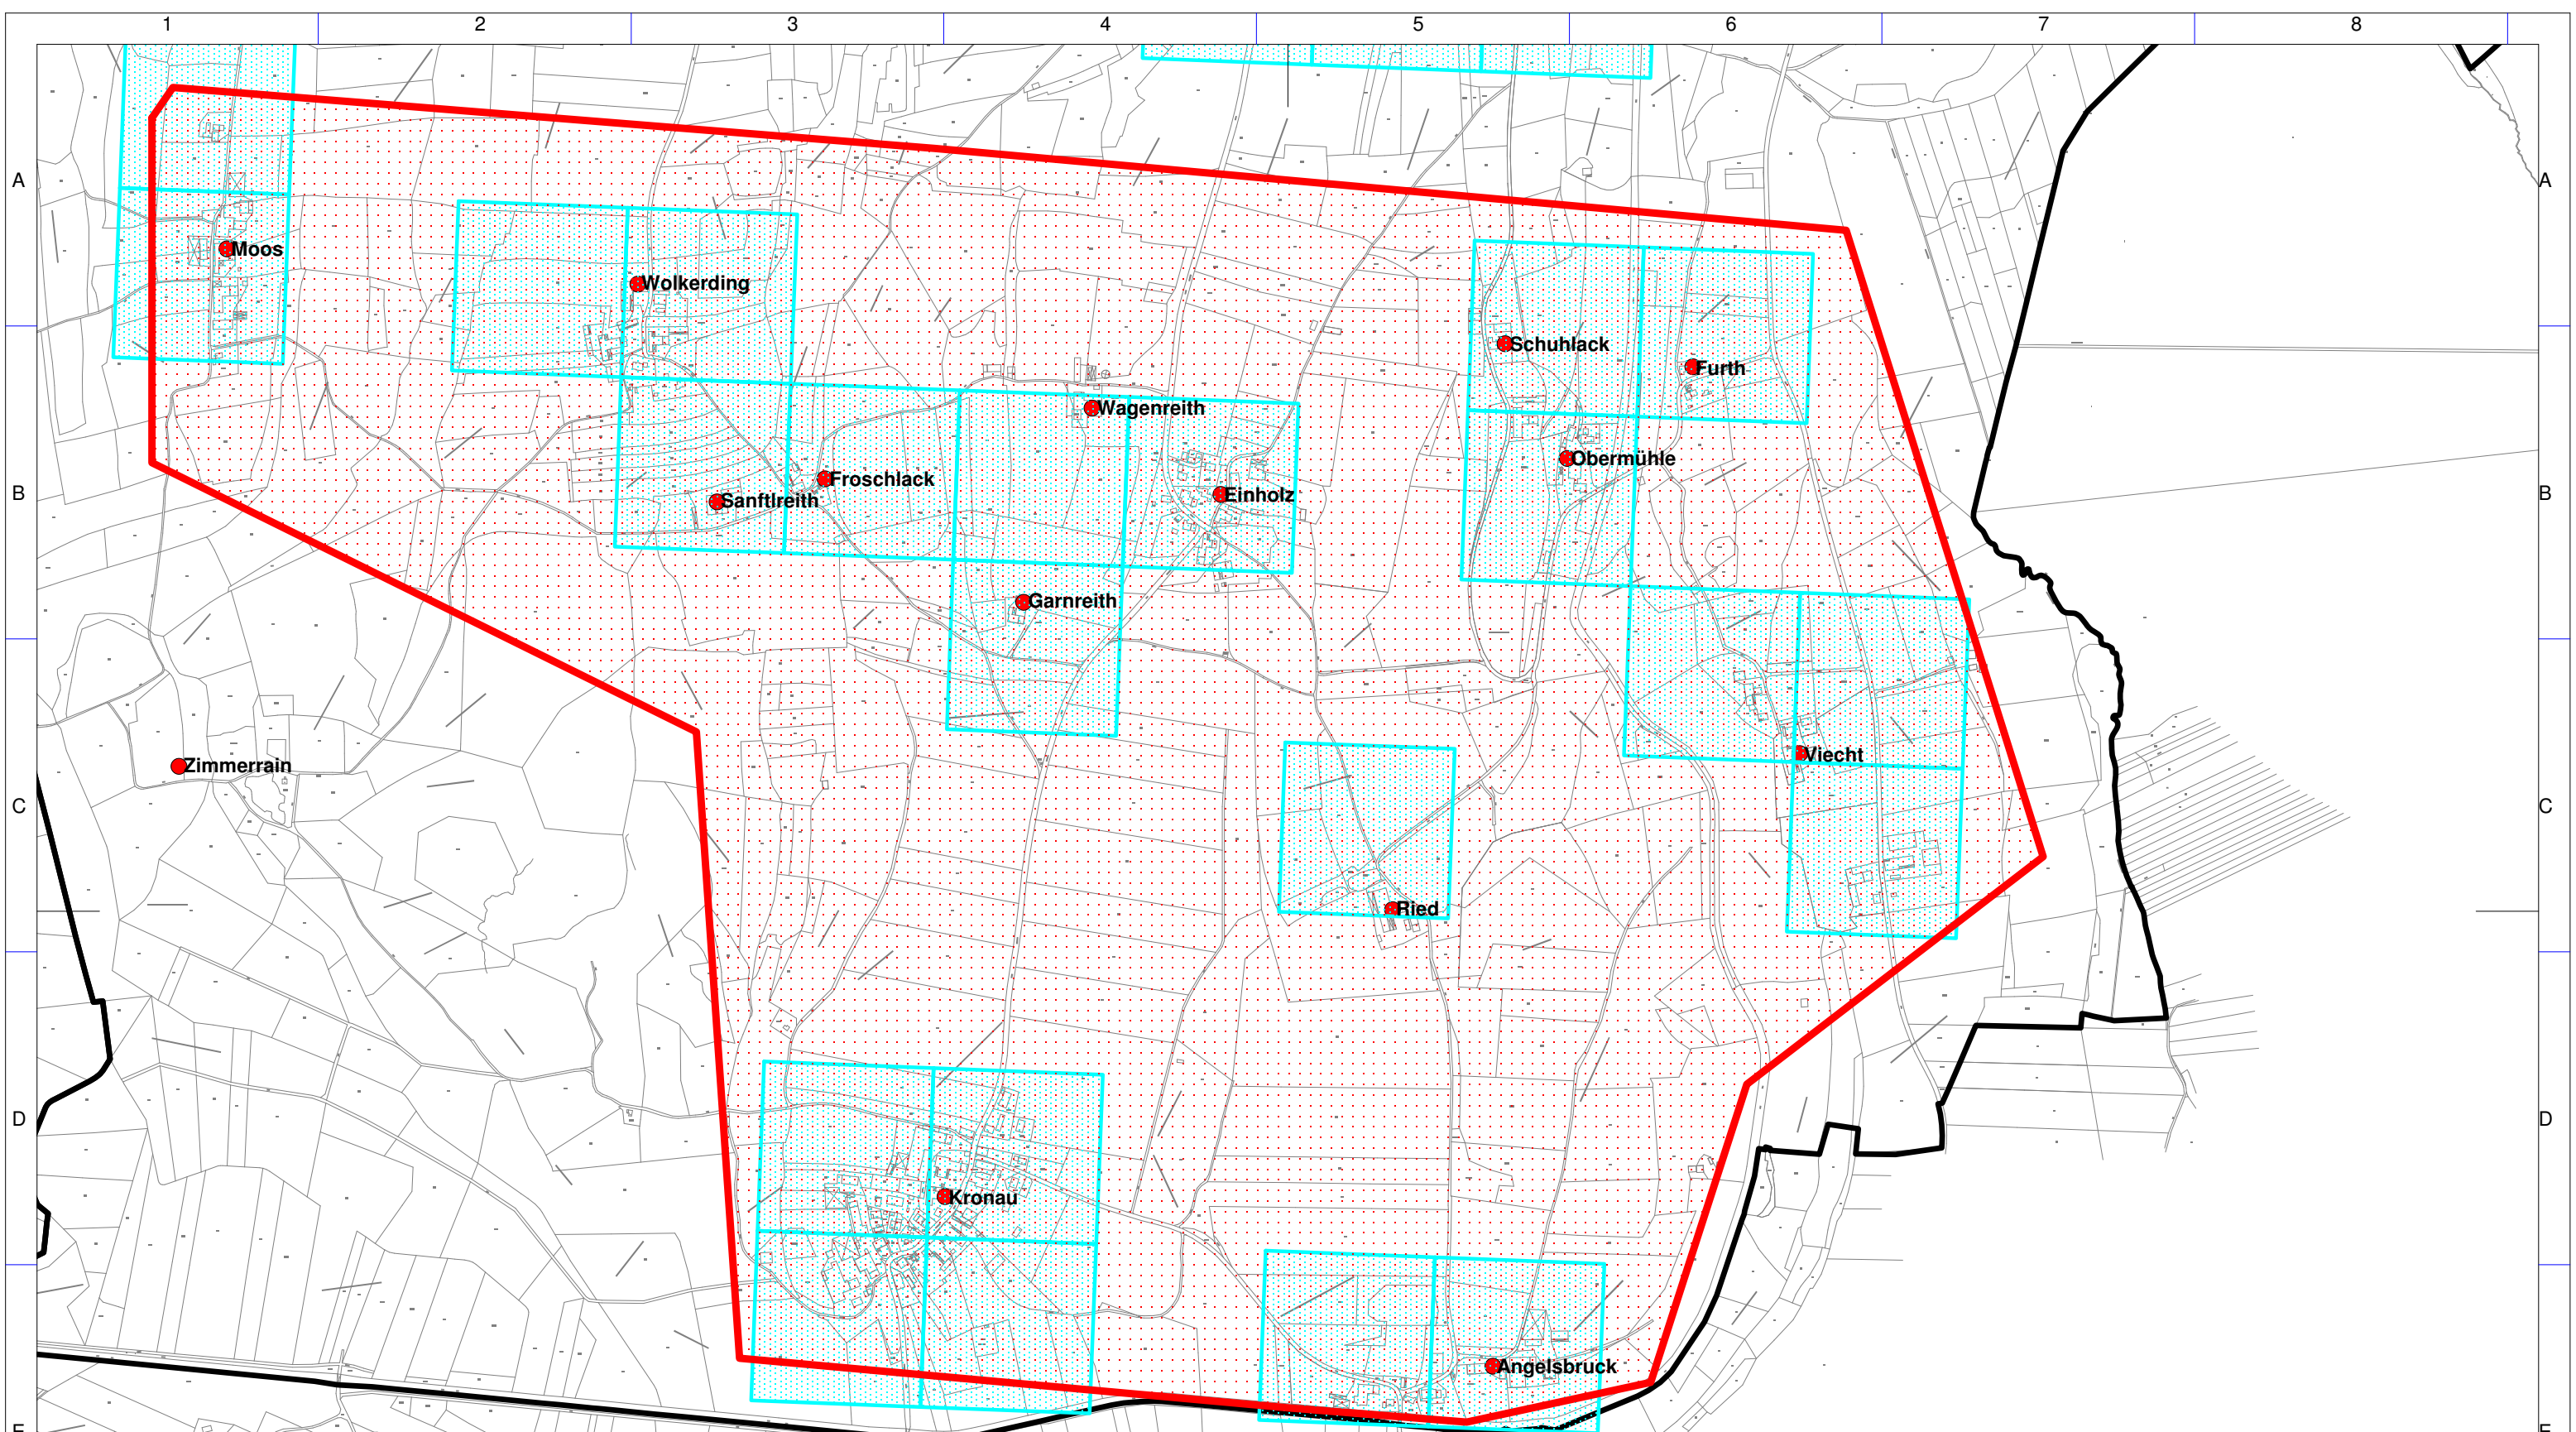 1 2 3 4 5 6 7 8
A A
Moos
Wolkerding
Schuhlack
Furth
Wagenreith
Obermühle
Froschlack
Einholz
B B
Sanftlreith
Garnreith
Viecht
Zimmerrain
C C
Ried
D D
Kronau
Angelsbruck